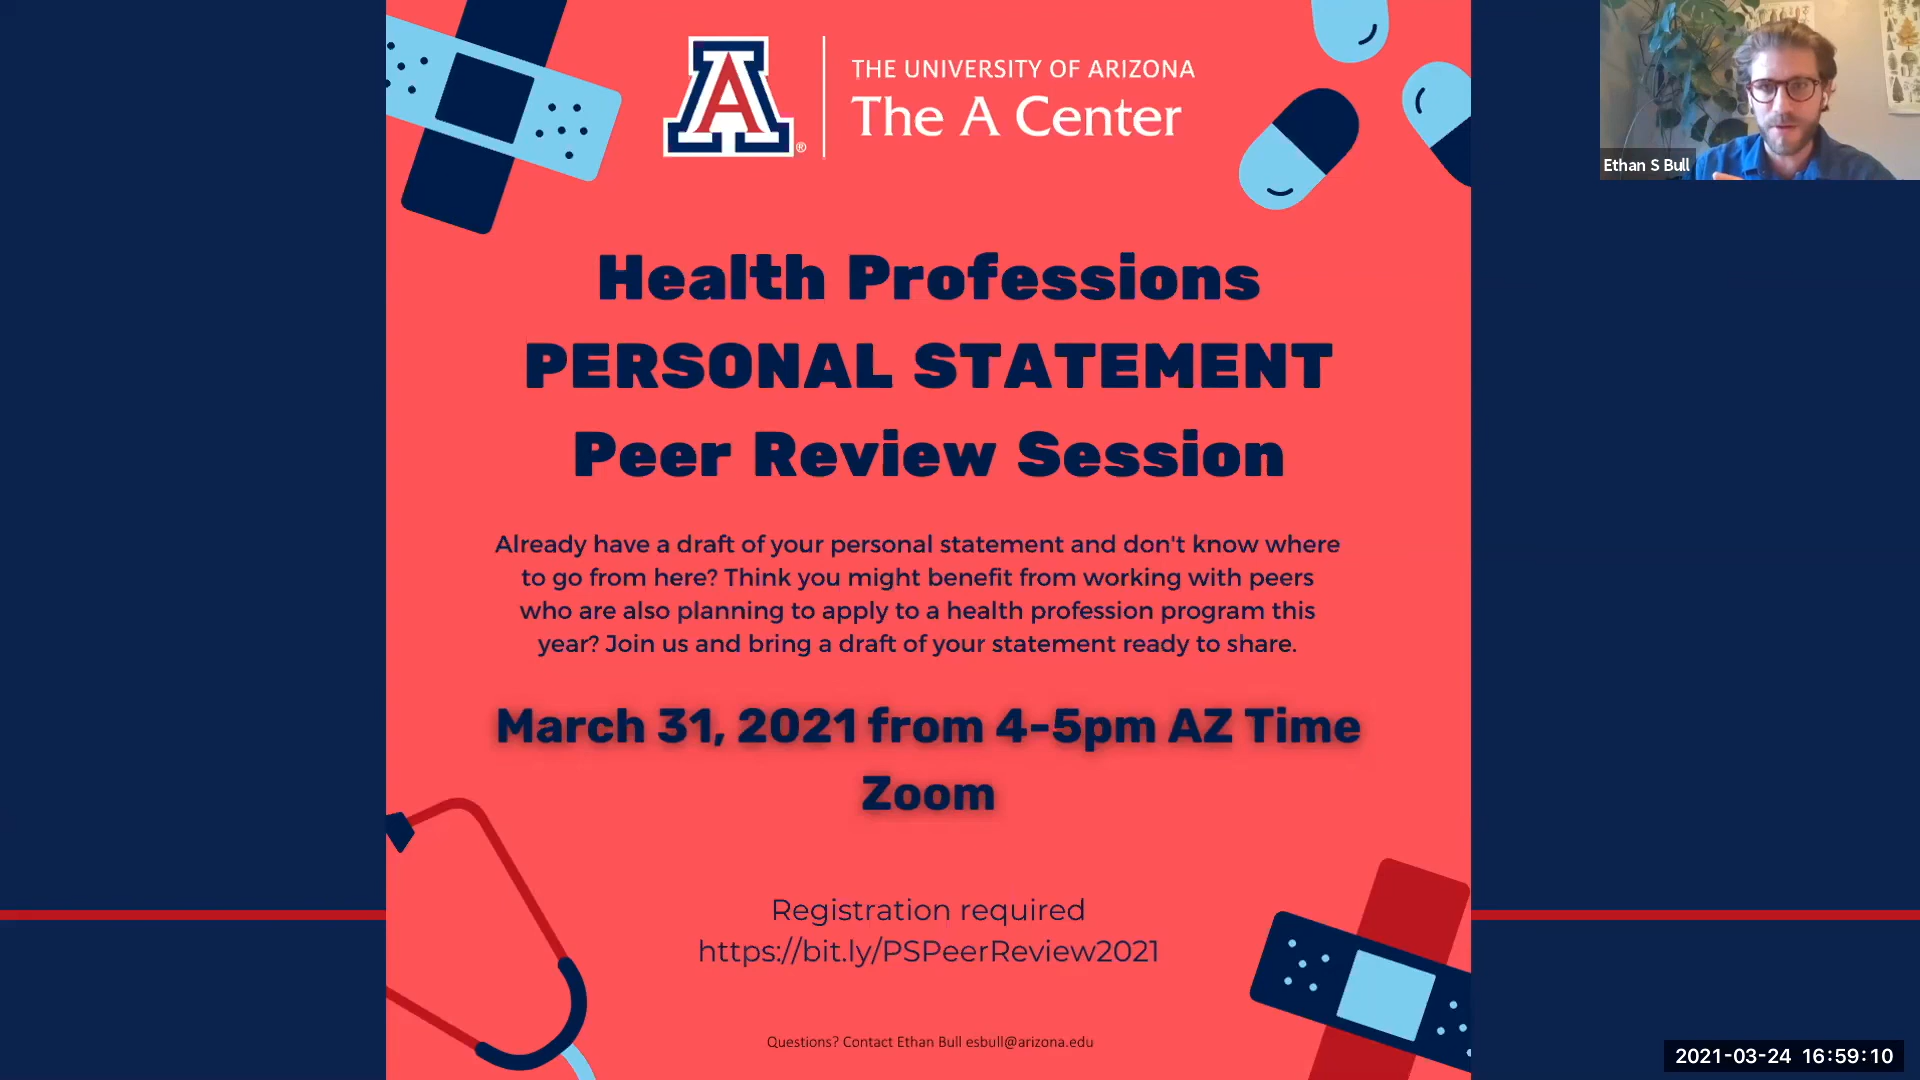 THE UNIVERSITY OF ARIZONA
The A Center
A
®
Ethan S Bull
Health Professions
PERSONAL STATEMENT
Peer Review Session
Already have a draft of your personal statement and don't know where
to go from here? Think you might benefit from working with peers
who are also planning to apply to a health profession program this
year? Join us and bring a draft of your statement ready to share.
March 31, 2021 from 4-5pm AZ Time
Zoom
Registration required
https://bit.ly/PSPeerReview2021
Questions? Contact Ethan Bull esbull@arizona.edu
2021-03-24 16:59:10